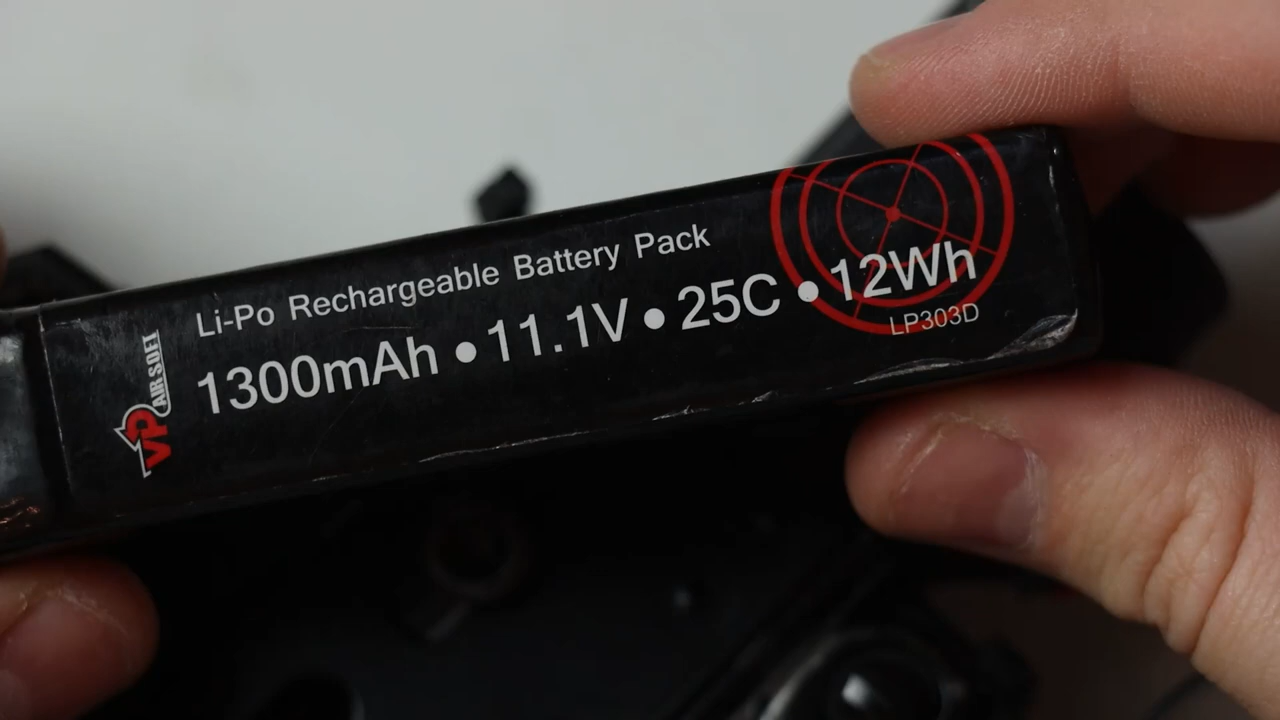 Li-Po Rechargeable Battery Pack
1300mAh • 11.1V • 25C • 12Wh
LP303D
VP AIRSOFT